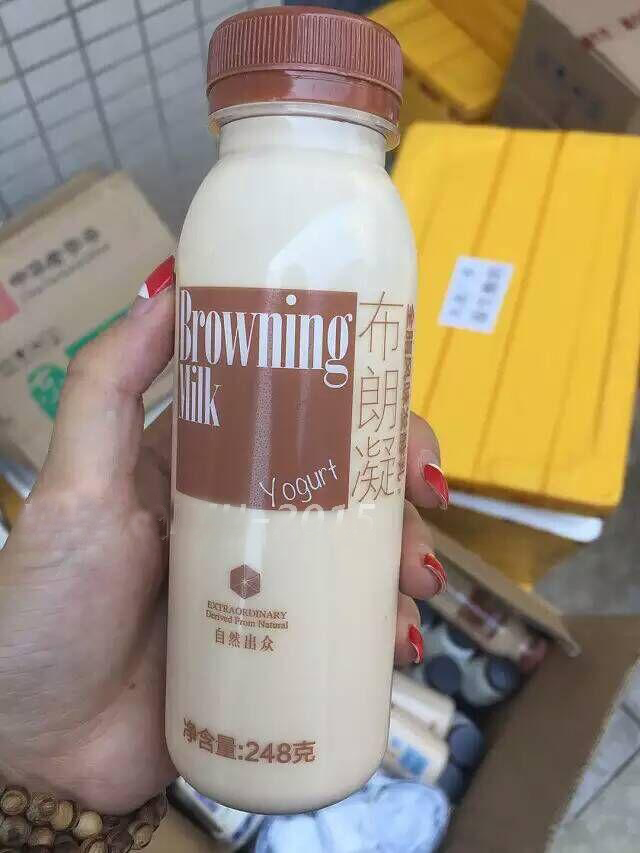 Browning
Milk
Yogurt
布朗凝
EXTRAORDINARY
Derived From Natural
自然出众
净含量:248克